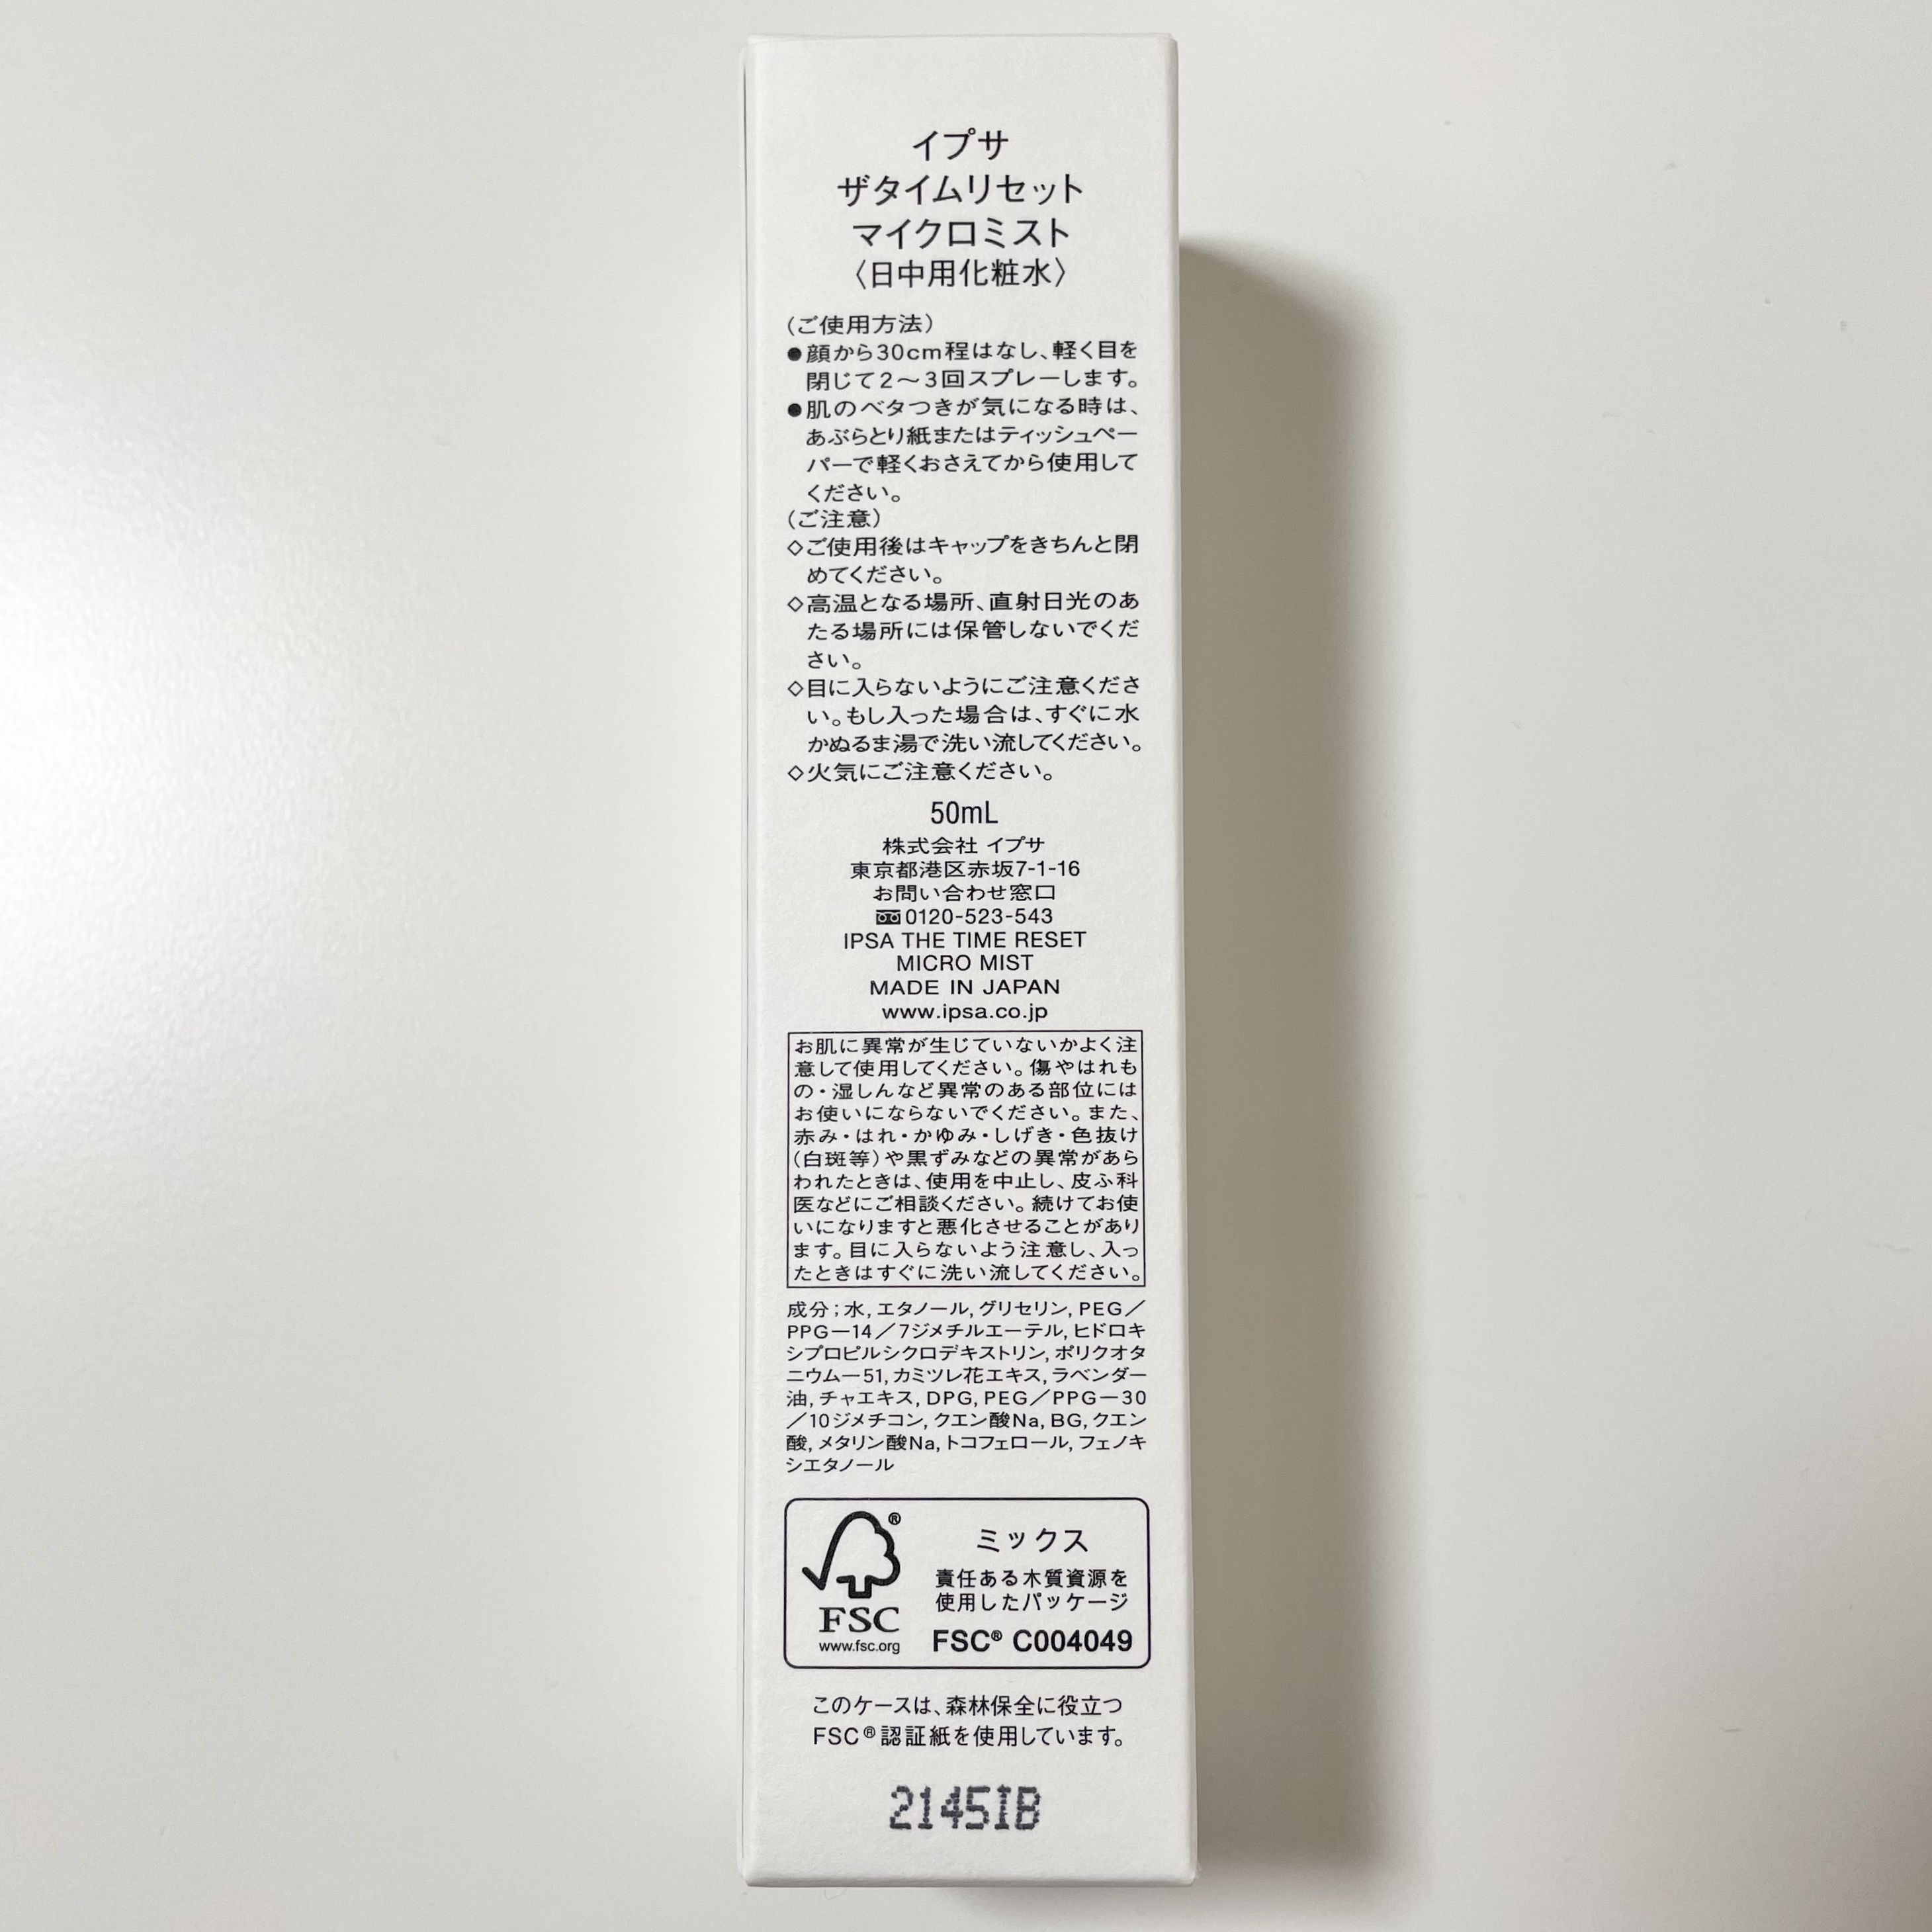 イプサ
ザタイムリセット
マイクロミスト
〈日中用化粧水〉
（ご使用方法）
●顔から30cm程はなし、軽く目を
閉じて2〜3回スプレーします。
●肌のベタつきが気になる時は、
あぶらとり紙またはティッシュペー
パーで軽くおさえてから使用して
ください。
（ご注意）
◇ご使用後はキャップをきちんと閉
めてください。
◇高温となる場所、直射日光のあ
たる場所には保管しないでくだ
さい。
◇目に入らないようにご注意くださ
い。もし入った場合は、すぐに水
かぬるま湯で洗い流してください。
◇火気にご注意ください。
50mL
株式会社 イプサ
東京都港区赤坂7-1-16
お問い合わせ窓口
0120-523-543
IPSA THE TIME RESET
MICRO MIST
MADE IN JAPAN
www.ipsa.co.jp
お肌に異常が生じていないかよく注
意して使用してください。傷やはれも
の・湿しんなど異常のある部位には
お使いにならないでください。また、
赤み・はれ・かゆみ・しげき・色抜け
（白斑等）や黒ずみなどの異常があら
われたときは、使用を中止し、皮ふ科
医などにご相談ください。続けてお使
いになりますと悪化させることがあり
ます。目に入らないよう注意し、入っ
たときはすぐに洗い流してください。
成分；水, エタノール, グリセリン, PEG／
PPG－14／7ジメチルエーテル, ヒドロキ
シプロピルシクロデキストリン, ポリクオタ
ニウム－51, カミツレ花エキス, ラベンダー
油, チャエキス, DPG, PEG／PPG－30
／10ジメチコン, クエン酸Na, BG, クエン
酸, メタリン酸Na, トコフェロール, フェノキ
シエタノール
®
FSC
www.fsc.org
ミックス
責任ある木質資源を
使用したパッケージ
FSC® C004049
このケースは、森林保全に役立つ
FSC®認証紙を使用しています。
2145IB